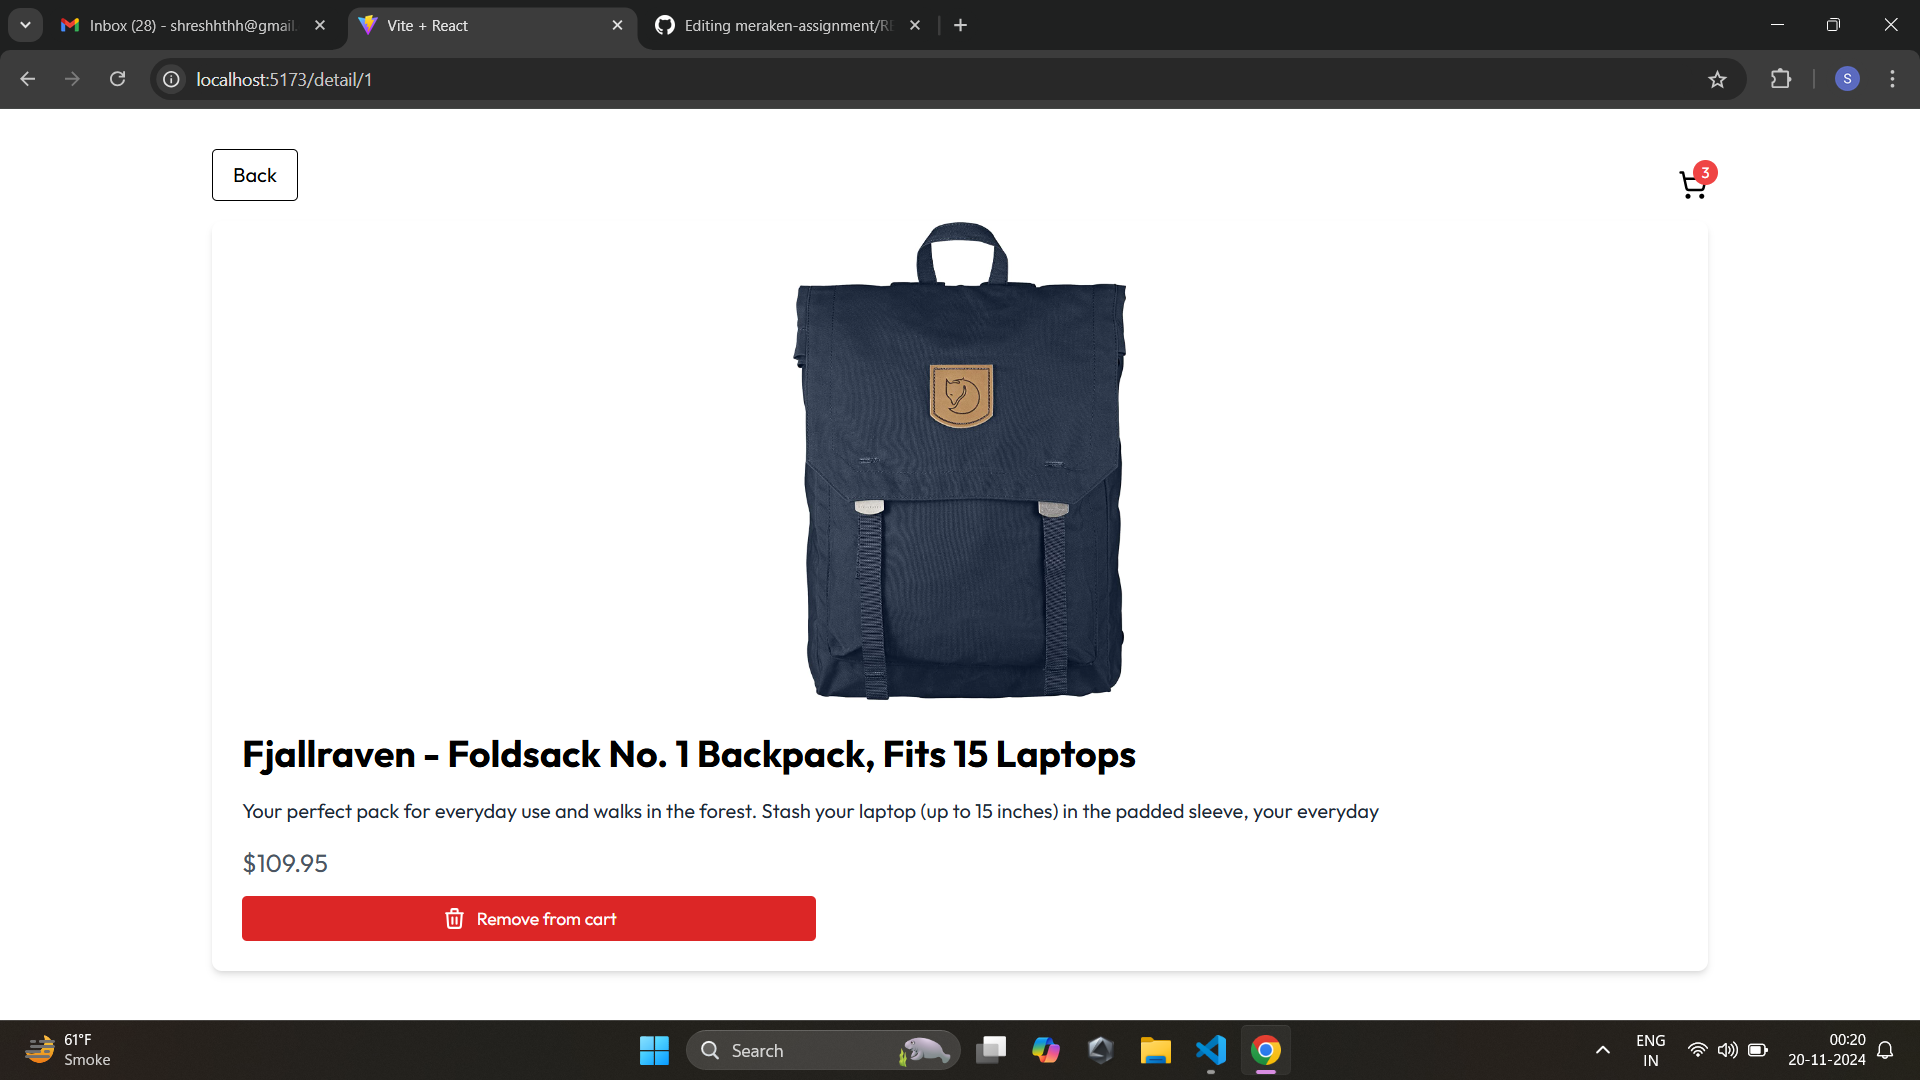 Inbox (28) - shreshhthh@gmail.
Vite + React
Editing meraken-assignment/RE
localhost:5173/detail/1
S
Back
3
Fjallraven - Foldsack No. 1 Backpack, Fits 15 Laptops
Your perfect pack for everyday use and walks in the forest. Stash your laptop (up to 15 inches) in the padded sleeve, your everyday
$109.95
Remove from cart
61°F
Smoke
Search
ENG
IN
00:20
20-11-2024